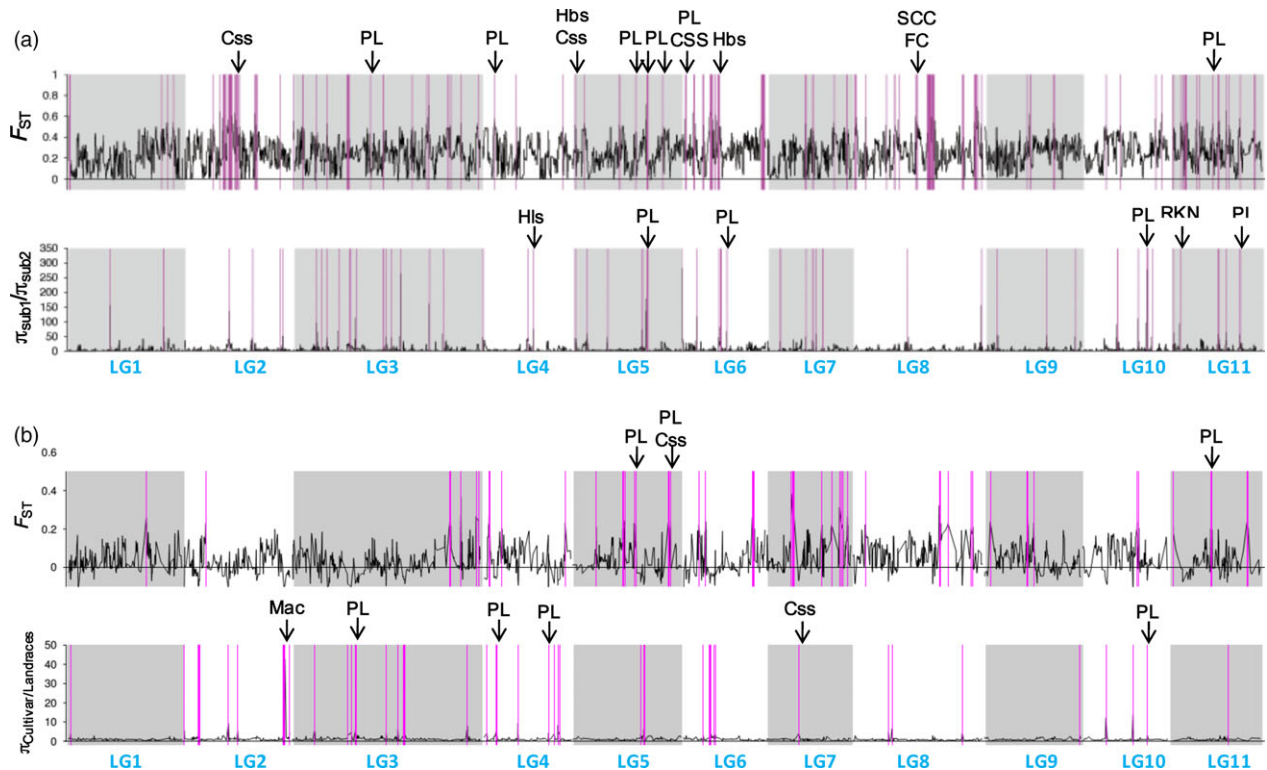 (a)
Css PL PL Hbs Css PL PL PL PL CSS Hbs SCC FC PL
FST
1
0.8
0.6
0.4
0.2
0
Hls PL PL PL RKN PL
πsub1/πsub2
350
300
250
200
150
100
50
0
LG1 LG2 LG3 LG4 LG5 LG6 LG7 LG8 LG9 LG10 LG11
(b)
PL PL Css PL
FST
0.6
0.4
0.2
0
Mac PL PL PL Css PL
πCultivar/Landraces
50
40
30
20
10
0
LG1 LG2 LG3 LG4 LG5 LG6 LG7 LG8 LG9 LG10 LG11